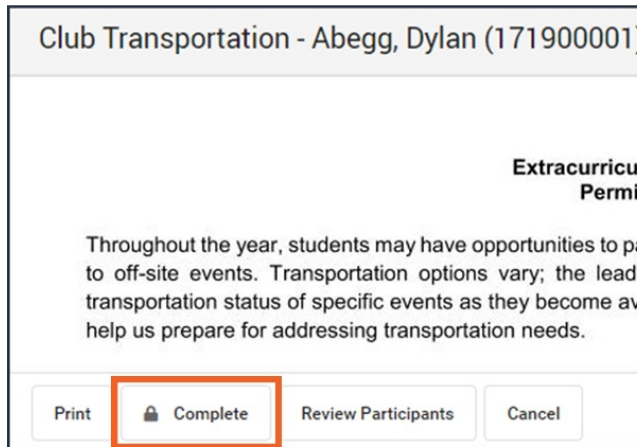 Club Transportation - Abegg, Dylan (171900001)
Extracurricu
Permi
Throughout the year, students may have opportunities to pa
to off-site events. Transportation options vary; the lead
transportation status of specific events as they become av
help us prepare for addressing transportation needs.
Print Complete Review Participants Cancel